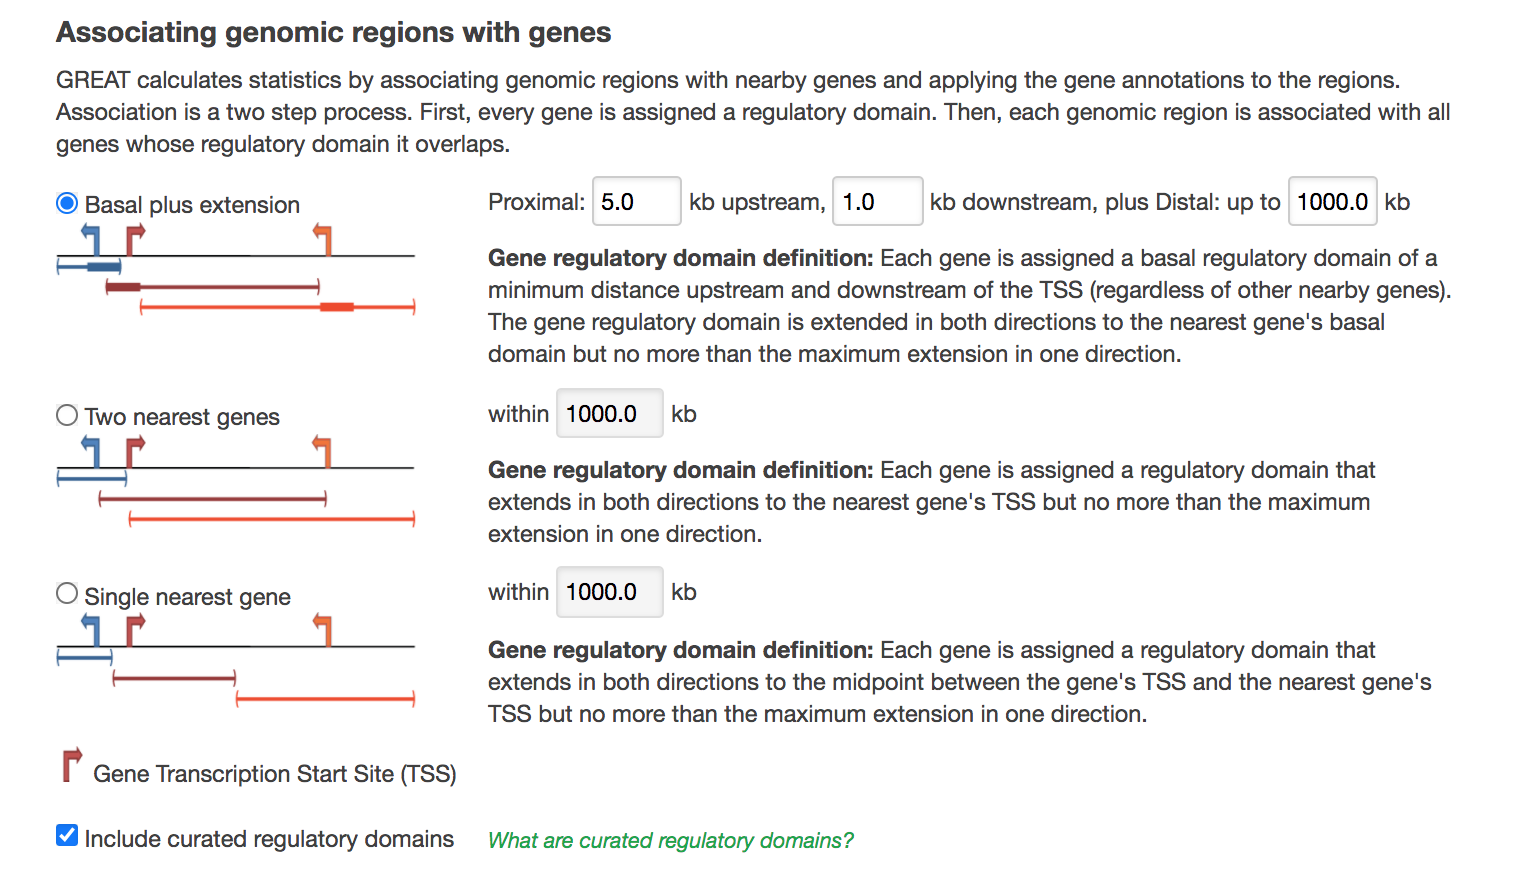 Associating genomic regions with genes
GREAT calculates statistics by associating genomic regions with nearby genes and applying the gene annotations to the regions.
Association is a two step process. First, every gene is assigned a regulatory domain. Then, each genomic region is associated with all
genes whose regulatory domain it overlaps.
Basal plus extension
Proximal: 5.0 kb upstream, 1.0 kb downstream, plus Distal: up to 1000.0 kb
Gene regulatory domain definition: Each gene is assigned a basal regulatory domain of a
minimum distance upstream and downstream of the TSS (regardless of other nearby genes).
The gene regulatory domain is extended in both directions to the nearest gene's basal
domain but no more than the maximum extension in one direction.
Two nearest genes
within 1000.0 kb
Gene regulatory domain definition: Each gene is assigned a regulatory domain that
extends in both directions to the nearest gene's TSS but no more than the maximum
extension in one direction.
Single nearest gene
within 1000.0 kb
Gene regulatory domain definition: Each gene is assigned a regulatory domain that
extends in both directions to the midpoint between the gene's TSS and the nearest gene's
TSS but no more than the maximum extension in one direction.
Gene Transcription Start Site (TSS)
Include curated regulatory domains
What are curated regulatory domains?